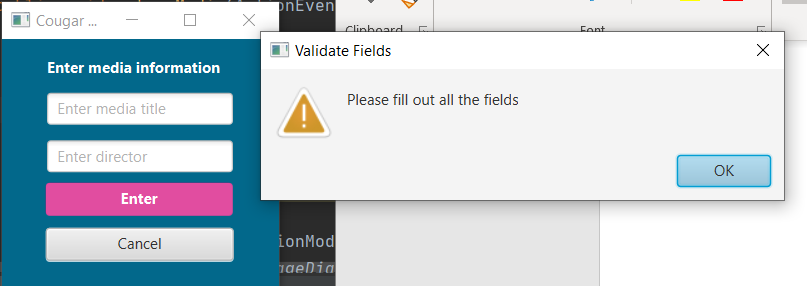 Cougar ...
Enter media information
Enter media title
Enter director
Enter
Cancel
Clipboard
Font
Validate Fields
Please fill out all the fields
OK
ionMod
ageDia